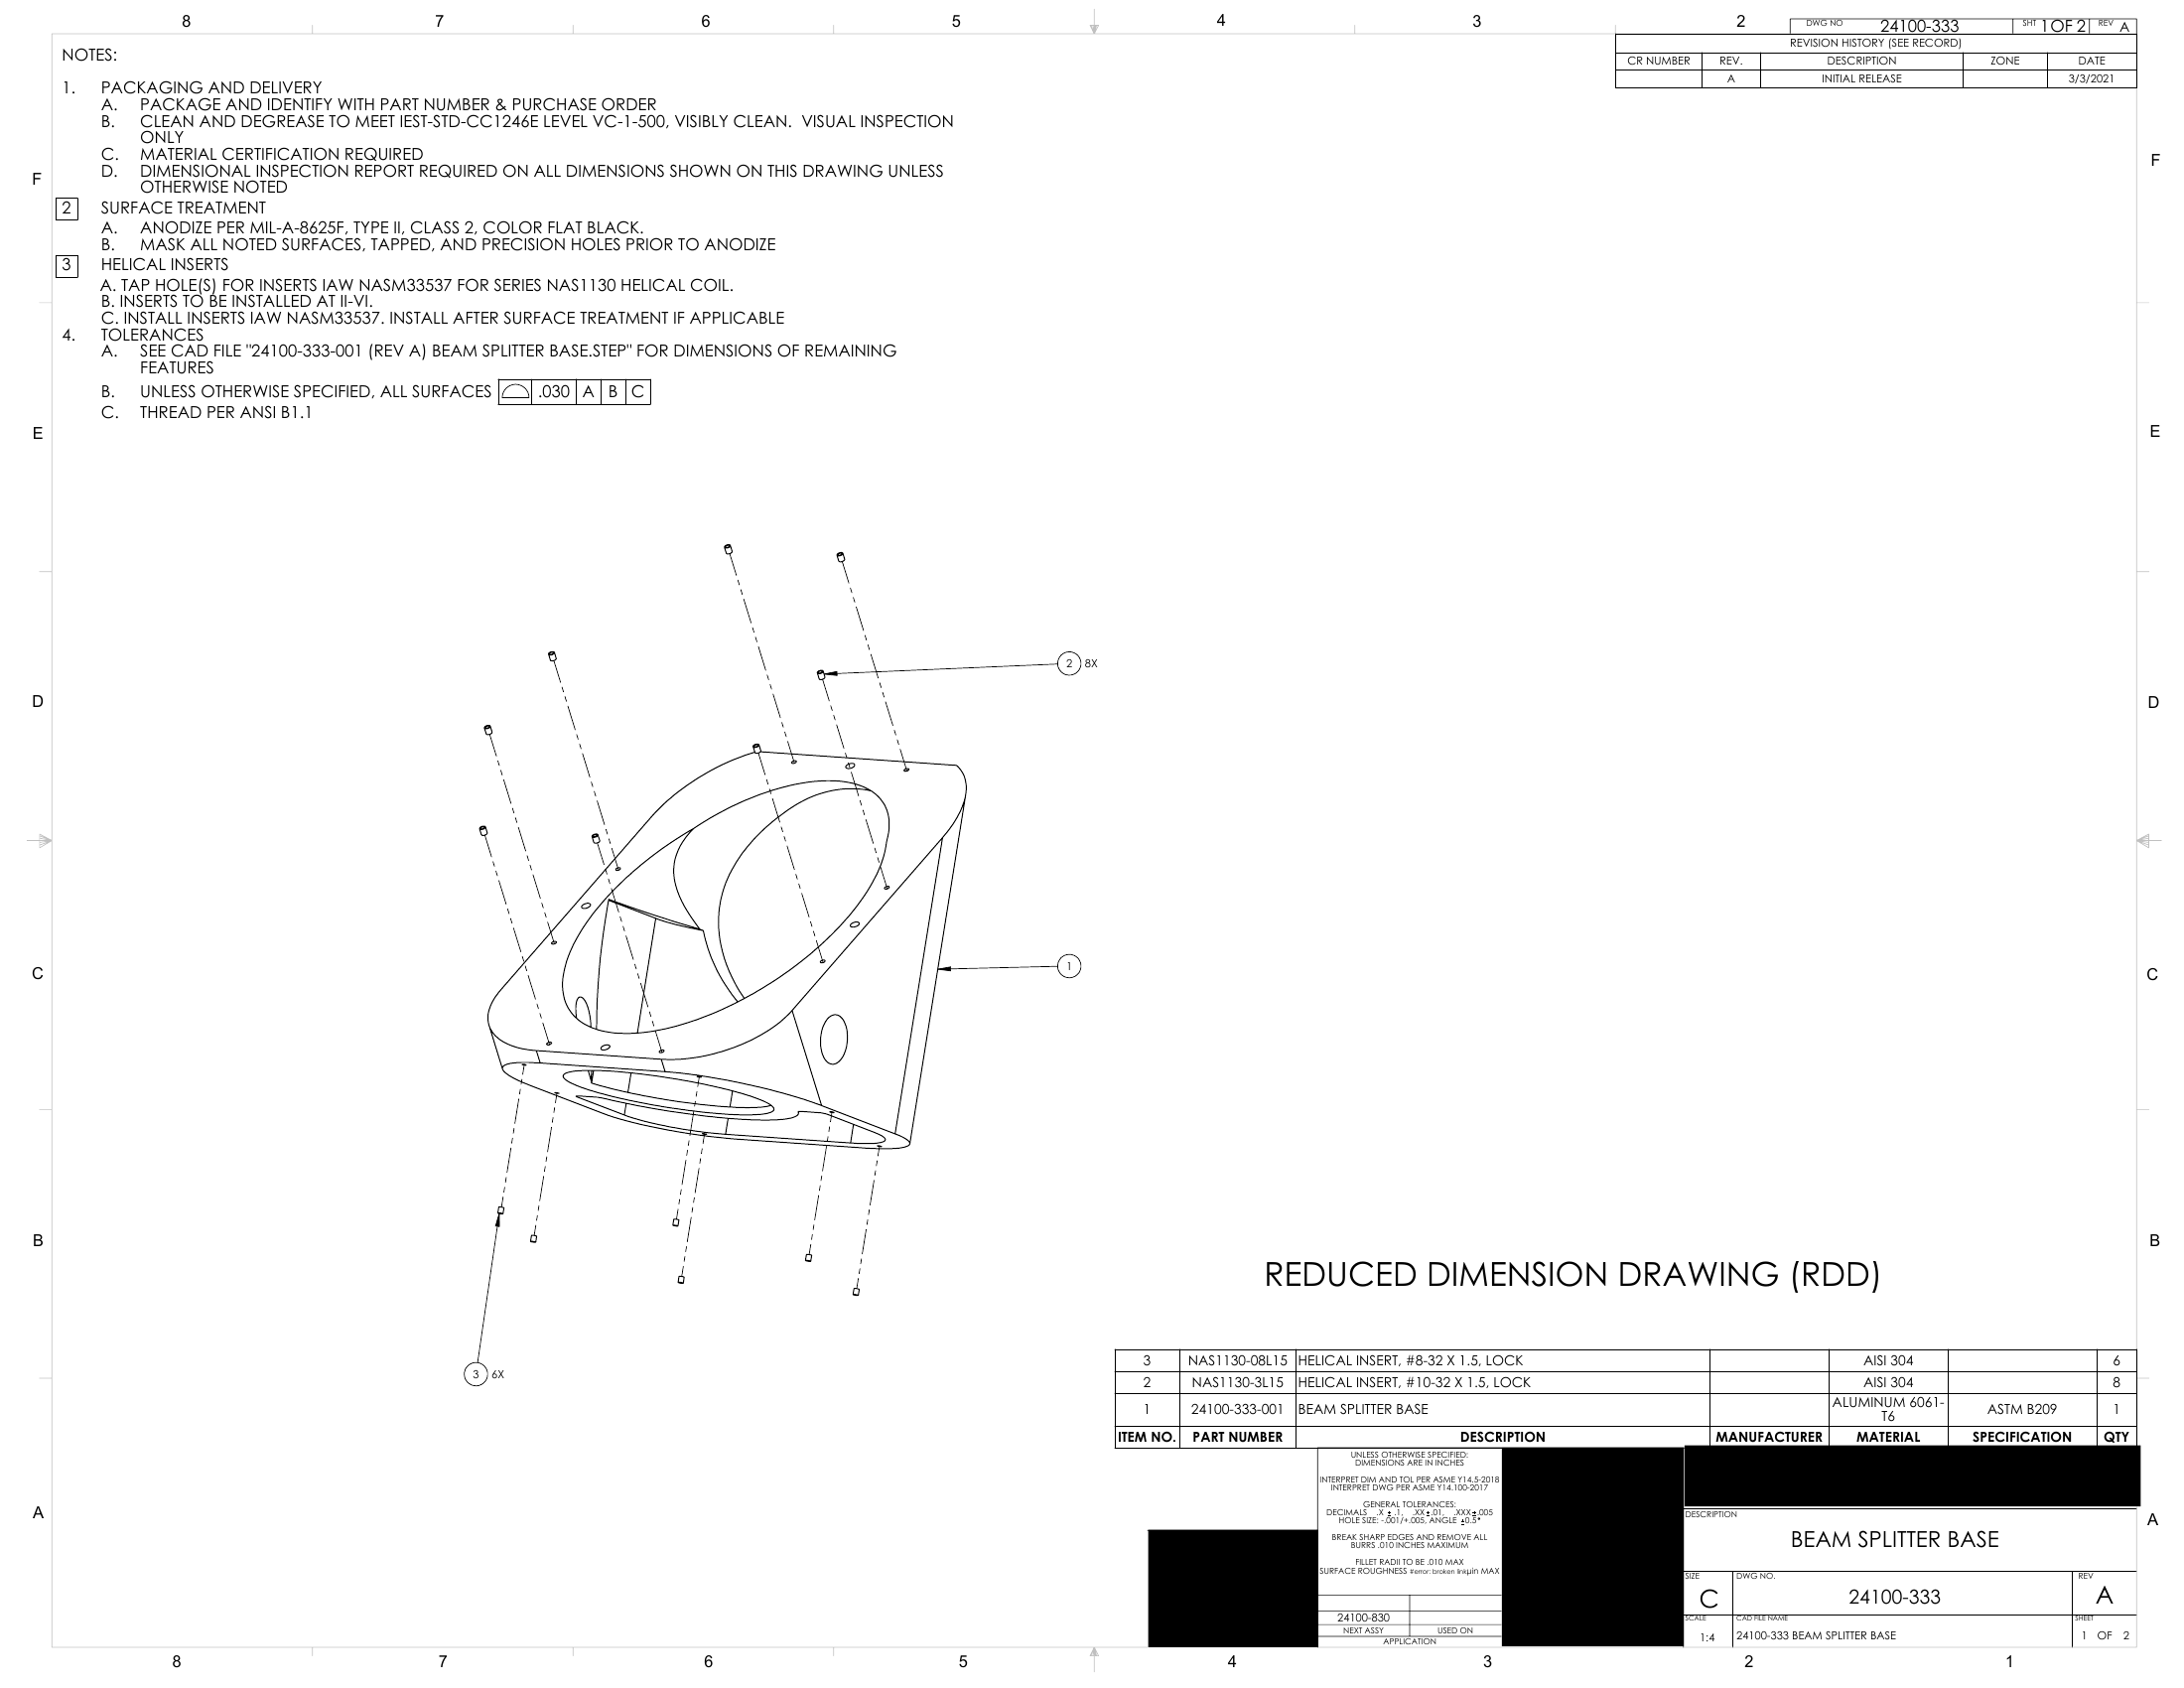 8 7 6 5 4 3 2
DWG NO 24100-333 SHT 1 OF 2 REV A
REVISION HISTORY (SEE RECORD)
CR NUMBER REV. DESCRIPTION ZONE DATE
A INITIAL RELEASE 3/3/2021
NOTES:
1. PACKAGING AND DELIVERY
A. PACKAGE AND IDENTIFY WITH PART NUMBER & PURCHASE ORDER
B. CLEAN AND DEGREASE TO MEET IEST-STD-CC1246E LEVEL VC-1-500, VISIBLY CLEAN. VISUAL INSPECTION
ONLY
C. MATERIAL CERTIFICATION REQUIRED
D. DIMENSIONAL INSPECTION REPORT REQUIRED ON ALL DIMENSIONS SHOWN ON THIS DRAWING UNLESS
OTHERWISE NOTED
2 SURFACE TREATMENT
A. ANODIZE PER MIL-A-8625F, TYPE II, CLASS 2, COLOR FLAT BLACK.
B. MASK ALL NOTED SURFACES, TAPPED, AND PRECISION HOLES PRIOR TO ANODIZE
3 HELICAL INSERTS
A. TAP HOLE(S) FOR INSERTS IAW NASM33537 FOR SERIES NAS1130 HELICAL COIL.
B. INSERTS TO BE INSTALLED AT II-VI.
C. INSTALL INSERTS IAW NASM33537. INSTALL AFTER SURFACE TREATMENT IF APPLICABLE
4. TOLERANCES
A. SEE CAD FILE "24100-333-001 (REV A) BEAM SPLITTER BASE.STEP" FOR DIMENSIONS OF REMAINING
FEATURES
B. UNLESS OTHERWISE SPECIFIED, ALL SURFACES ⌓ .030 A B C
C. THREAD PER ANSI B1.1
F F
E E
D D
C C
B B
A A
2 8X
1
3 6X
REDUCED DIMENSION DRAWING (RDD)
3 NAS1130-08L15 HELICAL INSERT, #8-32 X 1.5, LOCK AISI 304 6
2 NAS1130-3L15 HELICAL INSERT, #10-32 X 1.5, LOCK AISI 304 8
1 24100-333-001 BEAM SPLITTER BASE ALUMINUM 6061-T6 ASTM B209 1
ITEM NO. PART NUMBER DESCRIPTION MANUFACTURER MATERIAL SPECIFICATION QTY
UNLESS OTHERWISE SPECIFIED:
DIMENSIONS ARE IN INCHES
INTERPRET DIM AND TOL PER ASME Y14.5-2018
INTERPRET DWG PER ASME Y14.100-2017
GENERAL TOLERANCES:
DECIMALS .X ± .1, .XX±.01, .XXX±.005
HOLE SIZE: -.001/+.005, ANGLE ±0.5°
BREAK SHARP EDGES AND REMOVE ALL
BURRS .010 INCHES MAXIMUM
FILLET RADII TO BE .010 MAX
SURFACE ROUGHNESS #error: broken linkμin MAX
24100-830
NEXT ASSY USED ON
APPLICATION
DESCRIPTION
BEAM SPLITTER BASE
SIZE C DWG NO. 24100-333 REV A
SCALE 1:4 CAD FILE NAME 24100-333 BEAM SPLITTER BASE SHEET 1 OF 2
8 7 6 5 4 3 2 1